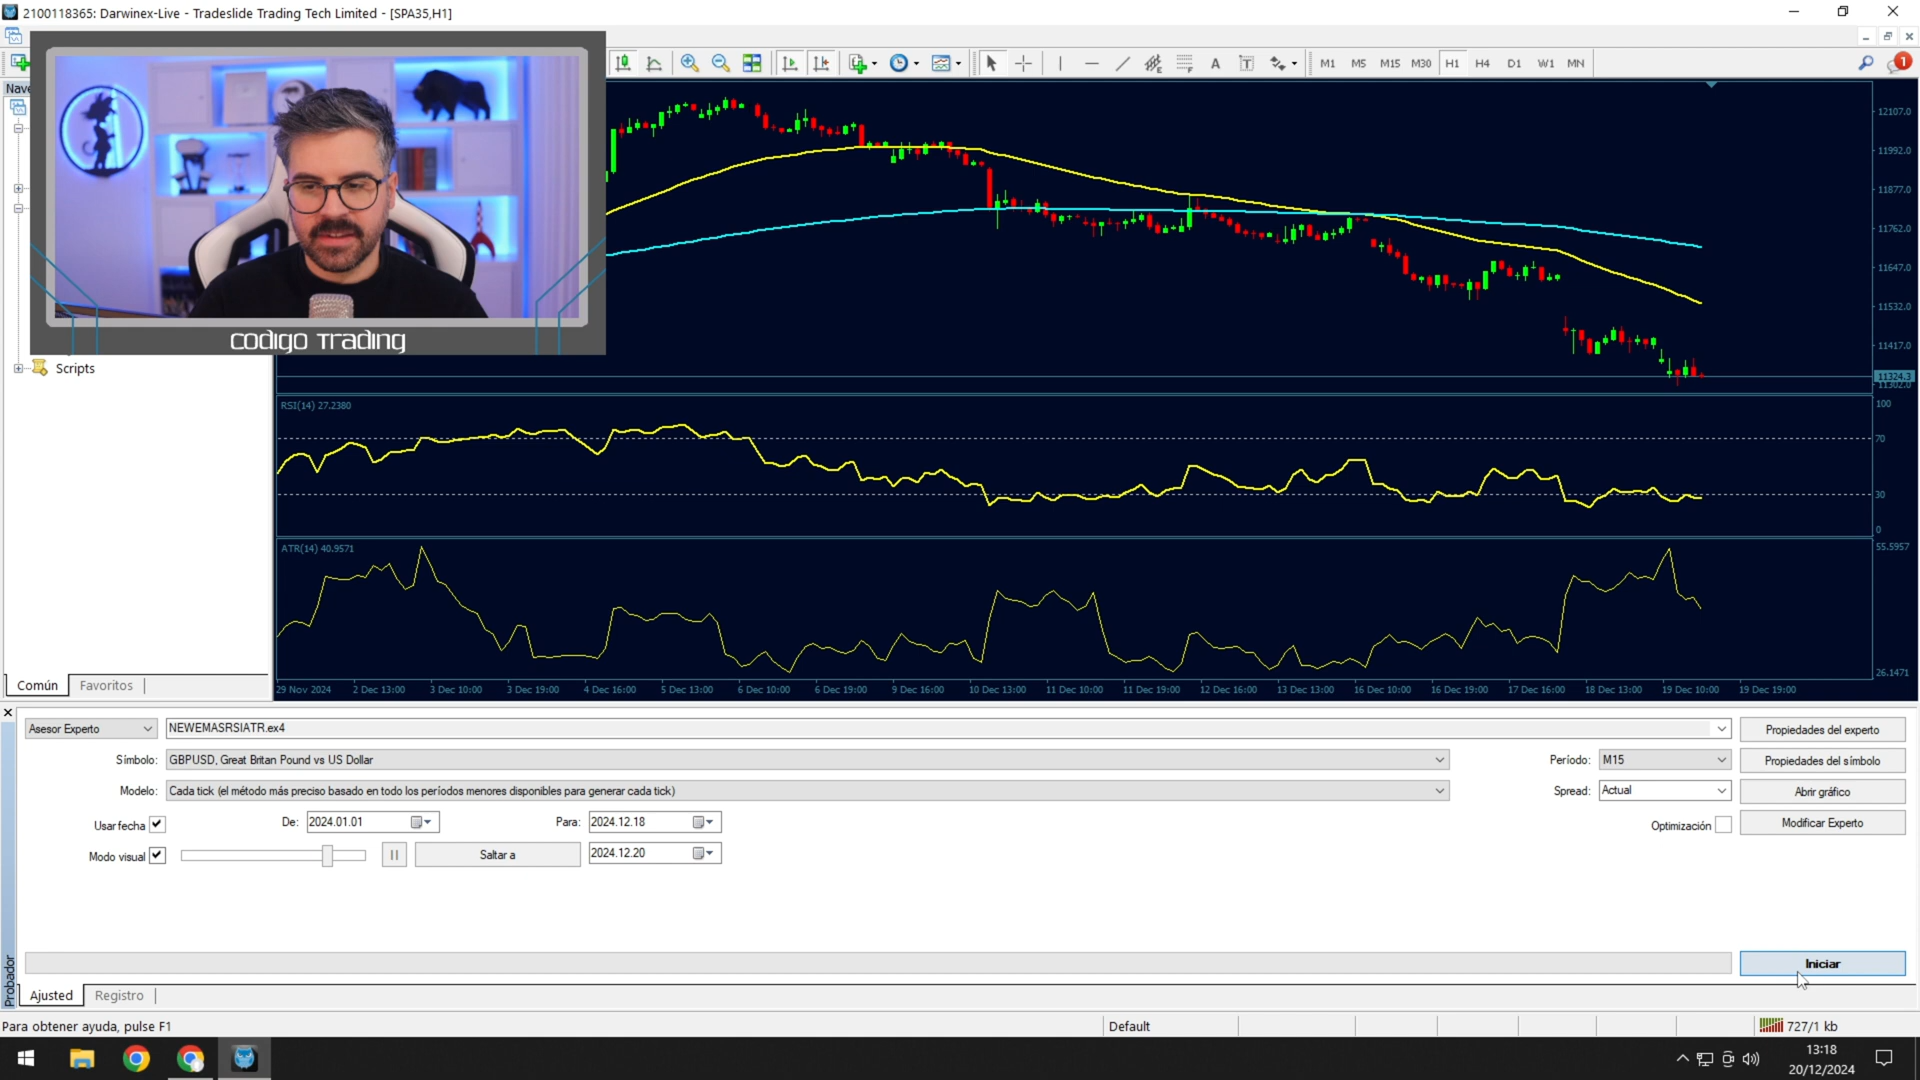 2100118365: Darwinex-Live - Tradeslide Trading Tech Limited - [SPA35,H1]
M1 M5 M15 M30 H1 H4 D1 W1 MN
1
Nave
codigo Trading
Scripts
Común Favoritos
12107.0
11992.0
11877.0
11762.0
11647.0
11532.0
11417.0
11324.3
11302.0
RSI(14) 27.2380
100
70
30
0
ATR(14) 40.9571
55.5957
26.1471
29 Nov 2024 2 Dec 13:00 3 Dec 10:00 3 Dec 19:00 4 Dec 16:00 5 Dec 13:00 6 Dec 10:00 6 Dec 19:00 9 Dec 16:00 10 Dec 13:00 11 Dec 10:00 11 Dec 19:00 12 Dec 16:00 13 Dec 13:00 16 Dec 10:00 16 Dec 19:00 17 Dec 16:00 18 Dec 13:00 19 Dec 10:00 19 Dec 19:00
Asesor Experto NEWEMASRSIATR.ex4 Propiedades del experto
Símbolo: GBPUSD, Great Britan Pound vs US Dollar Período: M15 Propiedades del símbolo
Modelo: Cada tick (el método más preciso basado en todo los períodos menores disponibles para generar cada tick) Spread: Actual Abrir gráfico
Usar fecha De: 2024.01.01 Para: 2024.12.18 Optimización Modificar Experto
Modo visual Saltar a 2024.12.20
Iniciar
Probador
Ajusted Registro
Para obtener ayuda, pulse F1 Default 727/1 kb
13:18
20/12/2024